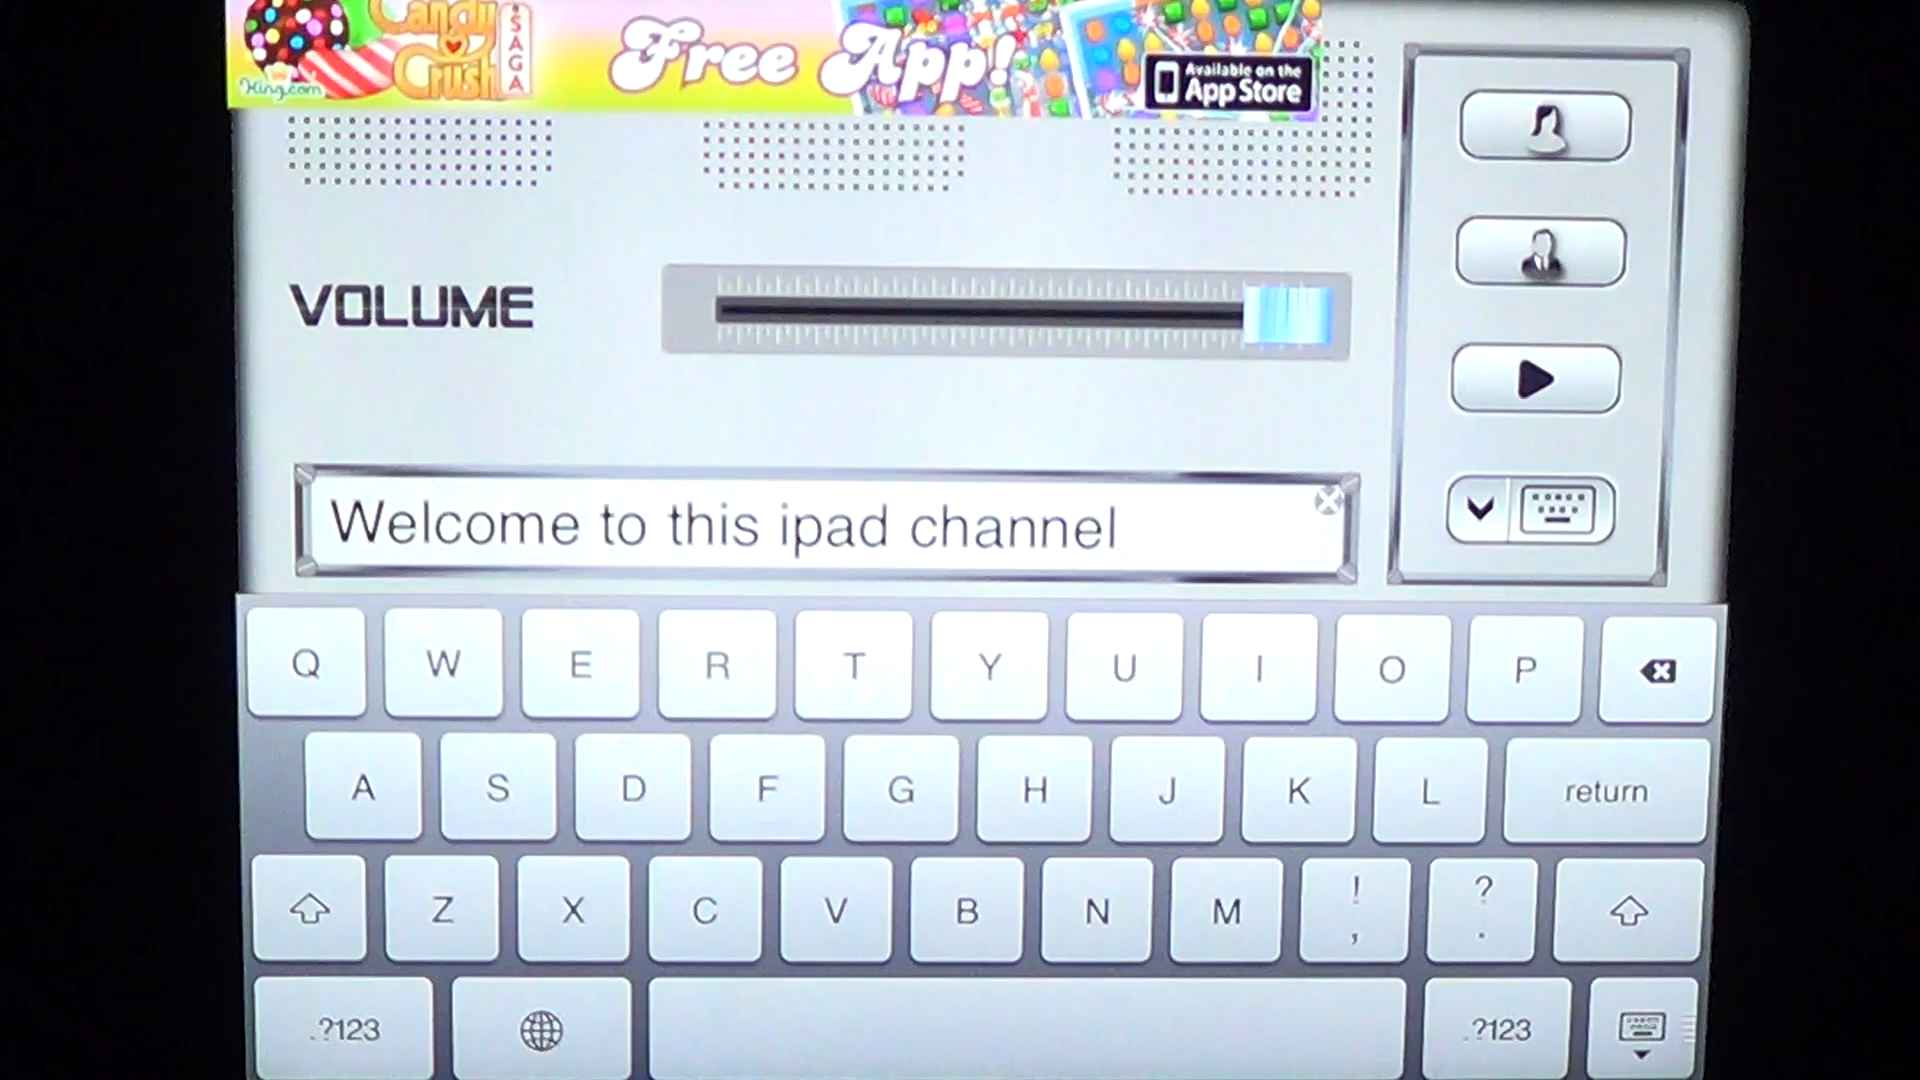 Candy
Crush
SAGA
King.com
Free App!
Available on the
App Store
VOLUME
Welcome to this ipad channel
Q W E R T Y U I O P
A S D F G H J K L return
Z X C V B N M ! , ? .
.?123 .?123